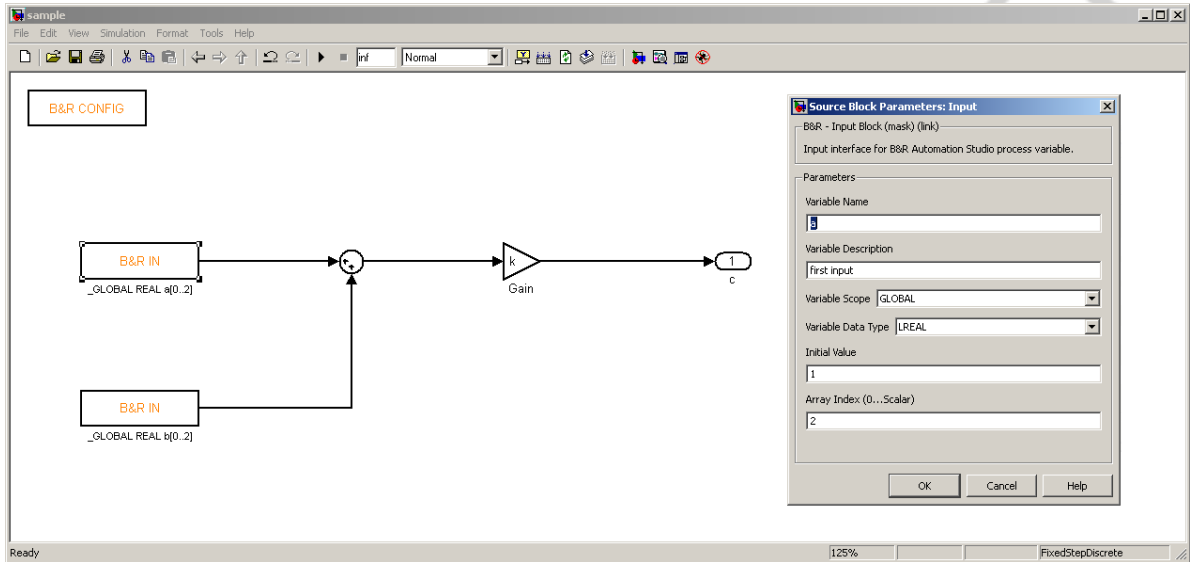 sample
File Edit View Simulation Format Tools Help
inf Normal
B&R CONFIG
B&R IN
_GLOBAL REAL a[0..2]
k
Gain
1
c
B&R IN
_GLOBAL REAL b[0..2]
Source Block Parameters: Input
B&R - Input Block (mask) (link)
Input interface for B&R Automation Studio process variable.
Parameters
Variable Name
a
Variable Description
first input
Variable Scope GLOBAL
Variable Data Type LREAL
Initial Value
1
Array Index (0...Scalar)
2
OK Cancel Help
Ready 125% FixedStepDiscrete